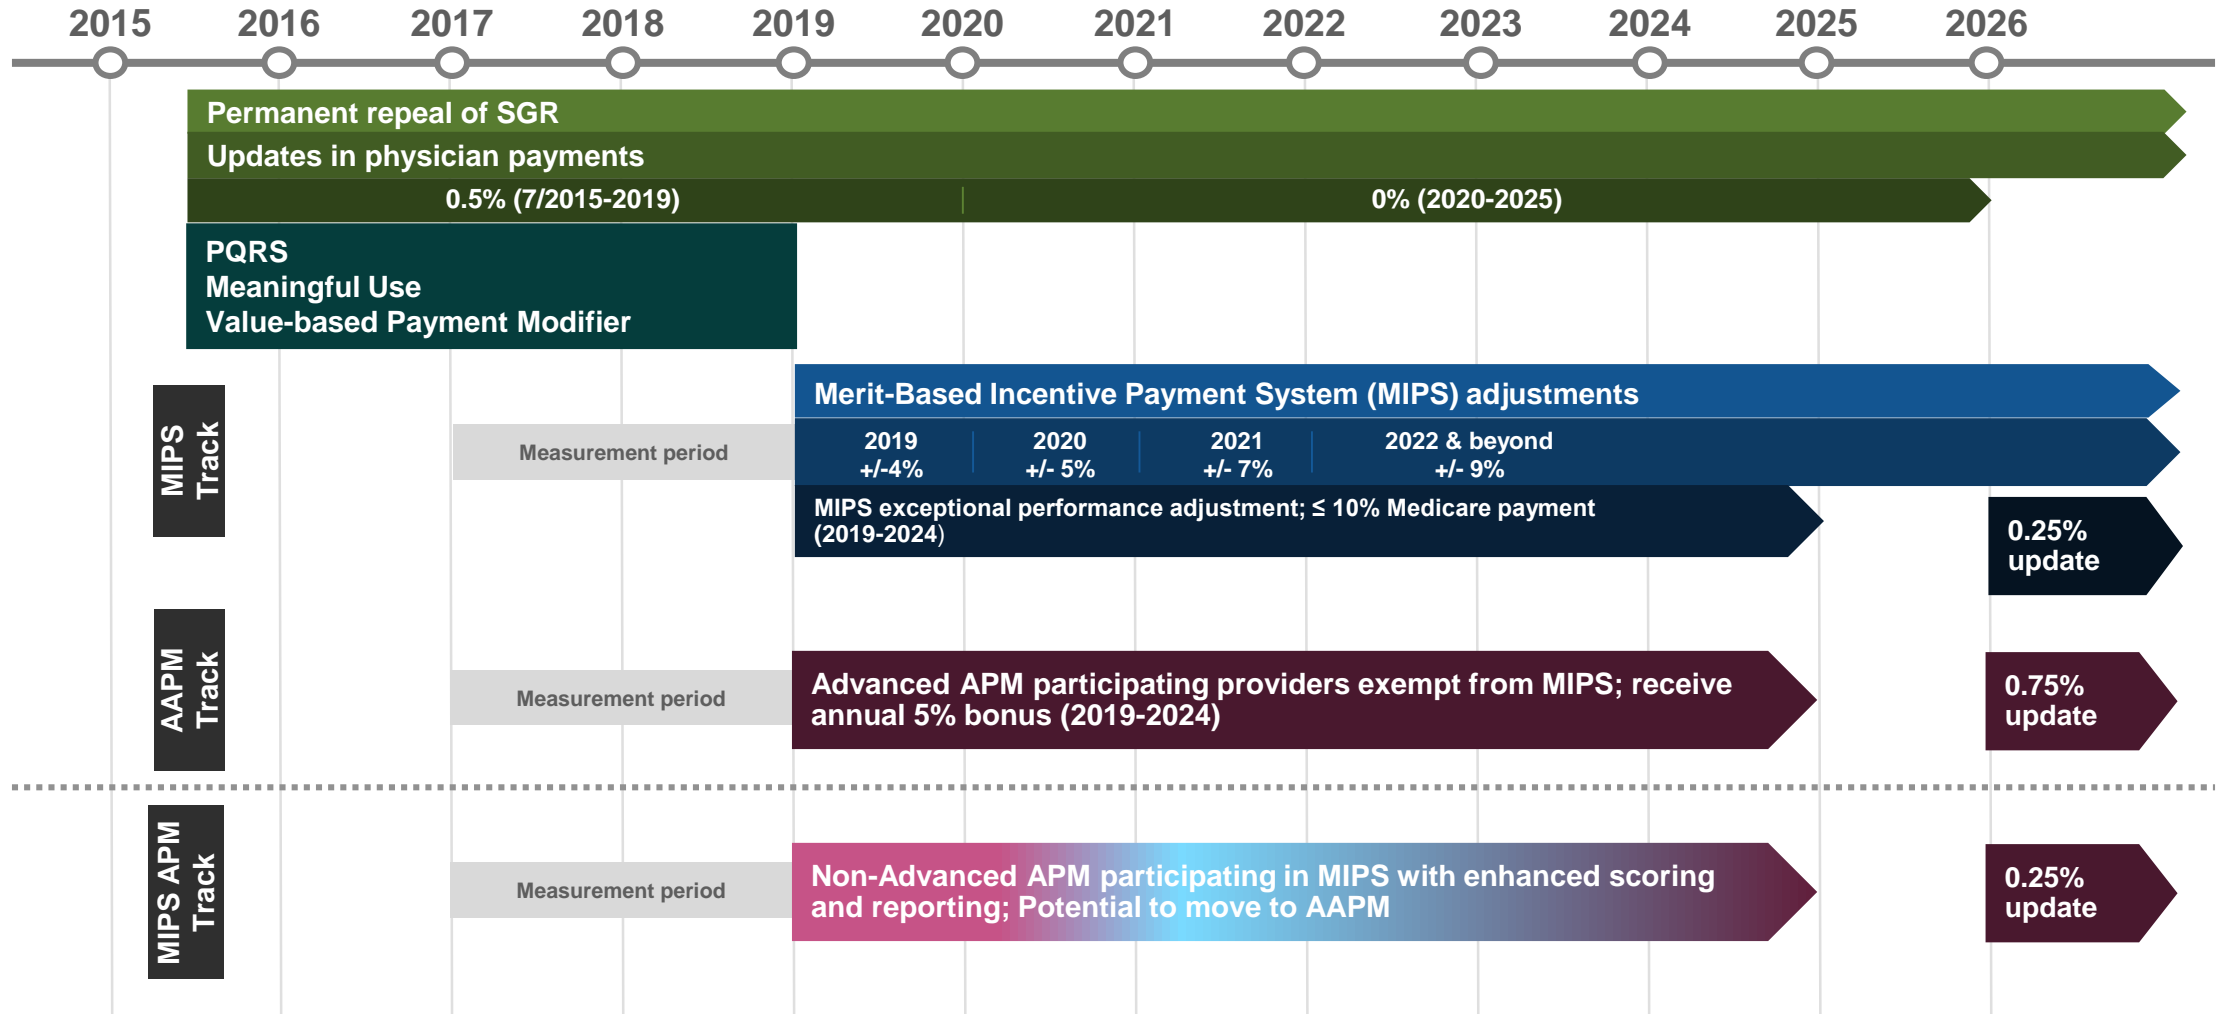 2015 2016 2017 2018 2019 2020 2021 2022 2023 2024 2025 2026
Permanent repeal of SGR
Updates in physician payments
0.5% (7/2015-2019) 0% (2020-2025)
PQRS
Meaningful Use
Value-based Payment Modifier
MIPS
Track
Measurement period
Merit-Based Incentive Payment System (MIPS) adjustments
2019 2020 2021 2022 & beyond
+/-4% +/- 5% +/- 7% +/- 9%
MIPS exceptional performance adjustment; ≤ 10% Medicare payment
(2019-2024)
0.25%
update
AAPM
Track
Measurement period
Advanced APM participating providers exempt from MIPS; receive
annual 5% bonus (2019-2024)
0.75%
update
MIPS APM
Track
Measurement period
Non-Advanced APM participating in MIPS with enhanced scoring
and reporting; Potential to move to AAPM
0.25%
update